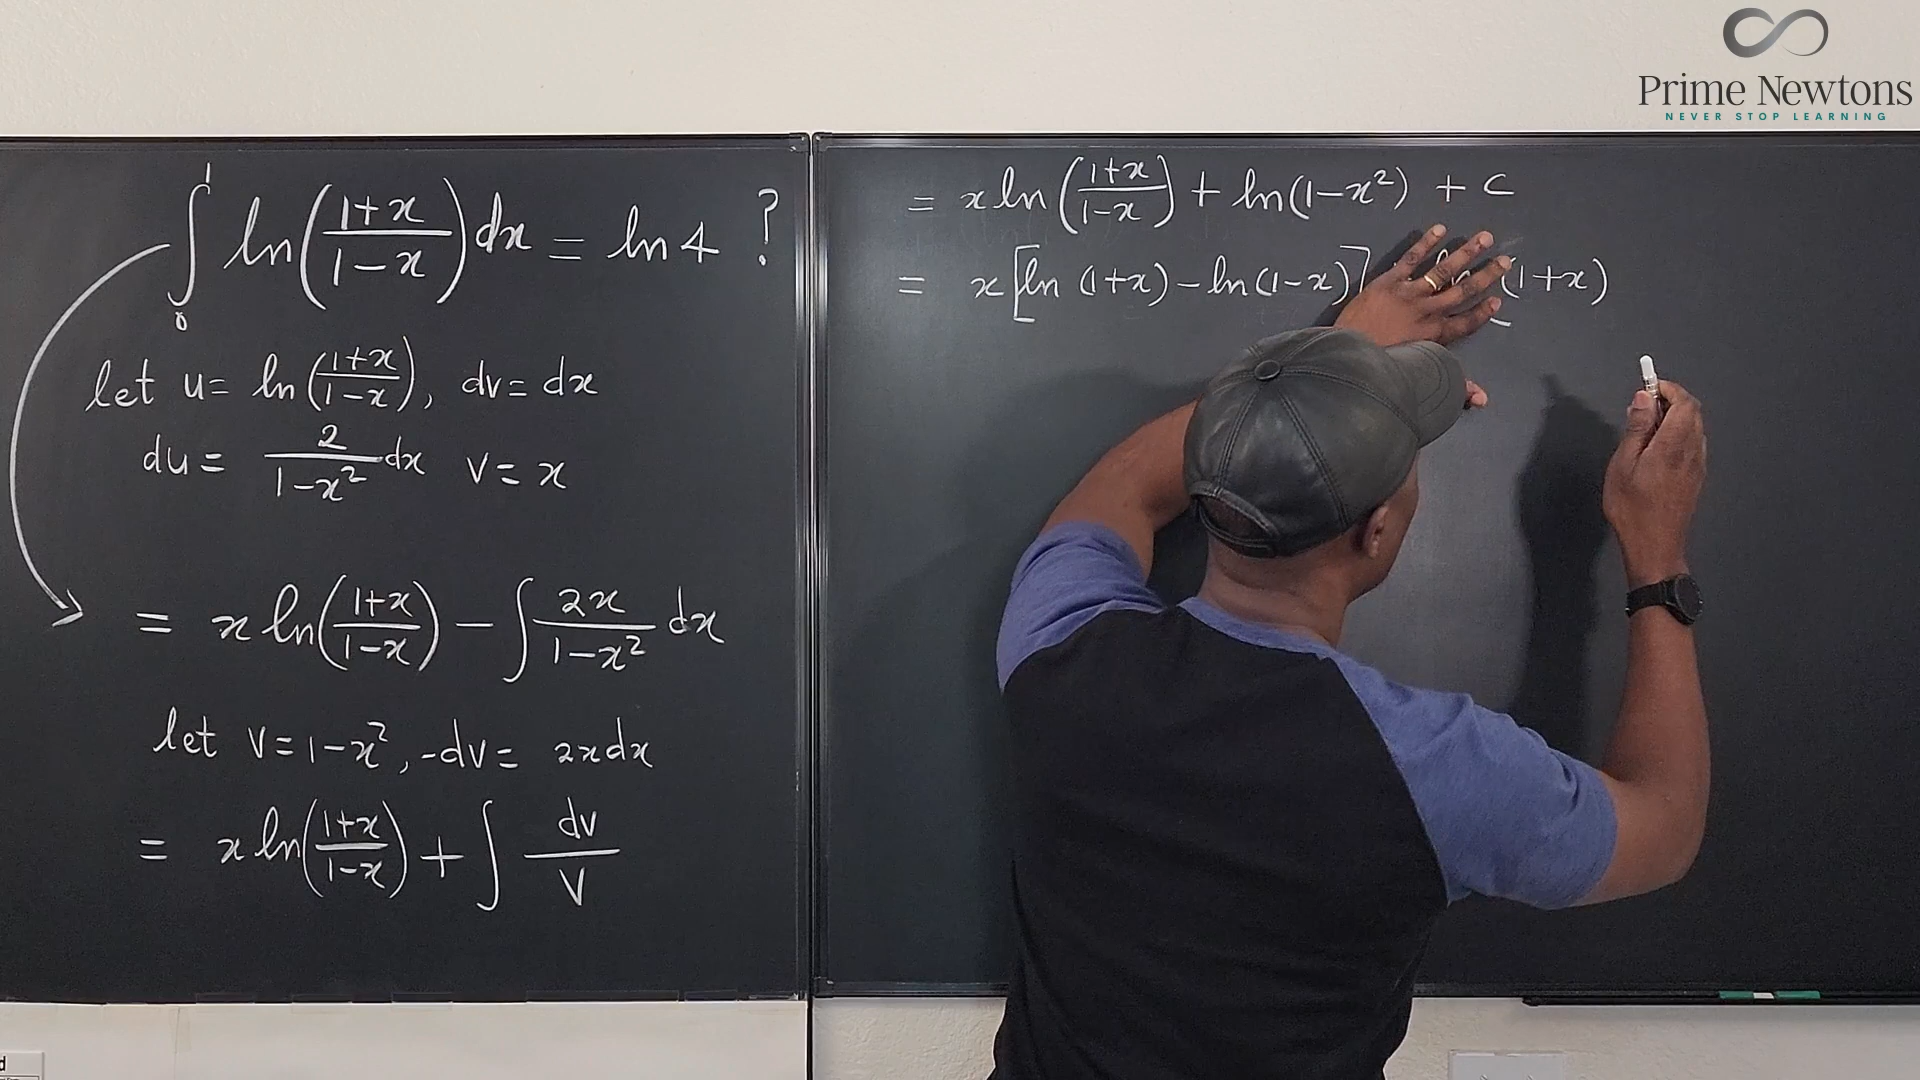 Prime Newtons
NEVER STOP LEARNING
∫₀¹ ln((1+x)/(1−x)) dx = ln 4 ?
let u = ln((1+x)/(1−x)), dv = dx
du = 2/(1−x²) dx v = x
= x ln((1+x)/(1−x)) − ∫ 2x/(1−x²) dx
let v = 1−x², -dv = 2x dx
= x ln((1+x)/(1−x)) + ∫ dv/v
= x ln((1+x)/(1−x)) + ln(1−x²) + c
= x[ln (1+x) − ln(1−x)] (1+x)